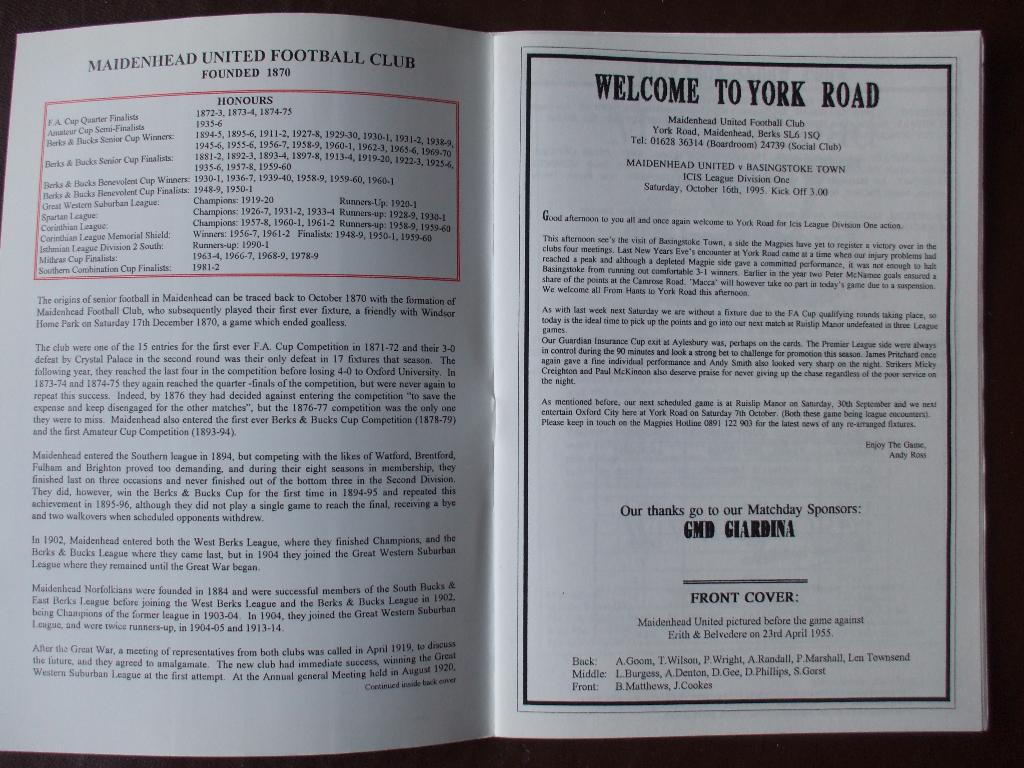 MAIDENHEAD UNITED FOOTBALL CLUB
FOUNDED 1870
HONOURS
F.A. Cup Quarter Finalists 1872-3, 1873-4, 1874-75
Amateur Cup Semi-Finalists 1935-6
Berks & Bucks Senior Cup Winners: 1894-5, 1895-6, 1911-2, 1927-8, 1929-30, 1930-1, 1931-2, 1938-9,
1945-6, 1955-6, 1956-7, 1958-9, 1960-1, 1962-3, 1965-6, 1969-70
Berks & Bucks Senior Cup Finalists: 1881-2, 1892-3, 1893-4, 1897-8, 1913-4, 1919-20, 1922-3, 1925-6,
1935-6, 1957-8, 1959-60
Berks & Bucks Benevolent Cup Winners: 1930-1, 1936-7, 1939-40, 1958-9, 1959-60, 1960-1
Berks & Bucks Benevolent Cup Finalists: 1948-9, 1950-1
Great Western Suburban League: Champions: 1919-20 Runners-Up: 1920-1
Spartan League: Champions: 1926-7, 1931-2, 1933-4 Runners-up: 1928-9, 1930-1
Corinthian League: Champions: 1957-8, 1960-1, 1961-2 Runners-up: 1958-9, 1959-60
Corinthian League Memorial Shield: Winners: 1956-7, 1961-2 Finalists: 1948-9, 1950-1, 1959-60
Isthmian League Division 2 South: Runners-up: 1990-1
Mithras Cup Finalists: 1963-4, 1966-7, 1968-9, 1978-9
Southern Combination Cup Finalists: 1981-2
The origins of senior football in Maidenhead can be traced back to October 1870 with the formation of
Maidenhead Football Club, who subsequently played their first ever fixture, a friendly with Windsor
Home Park on Saturday 17th December 1870, a game which ended goalless.
The club were one of the 15 entries for the first ever F.A. Cup Competition in 1871-72 and their 3-0
defeat by Crystal Palace in the second round was their only defeat in 17 fixtures that season. The
following year, they reached the last four in the competition before losing 4-0 to Oxford University. In
1873-74 and 1874-75 they again reached the quarter -finals of the competition, but were never again to
repeat this success. Indeed, by 1876 they had decided against entering the competition "to save the
expense and keep disengaged for the other matches", but the 1876-77 competition was the only one
they were to miss. Maidenhead also entered the first ever Berks & Bucks Cup Competition (1878-79)
and the first Amateur Cup Competition (1893-94).
Maidenhead entered the Southern league in 1894, but competing with the likes of Watford, Brentford,
Fulham and Brighton proved too demanding, and during their eight seasons in membership, they
finished last on three occasions and never finished out of the bottom three in the Second Division.
They did, however, win the Berks & Bucks Cup for the first time in 1894-95 and repeated this
achievement in 1895-96, although they did not play a single game to reach the final, receiving a bye
and two walkovers when scheduled opponents withdrew.
In 1902, Maidenhead entered both the West Berks League, where they finished Champions, and the
Berks & Bucks League where they came last, but in 1904 they joined the Great Western Suburban
League where they remained until the Great War began.
Maidenhead Norfolkians were founded in 1884 and were successful members of the South Bucks &
East Berks League before joining the West Berks League and the Berks & Bucks League in 1902,
being Champions of the former league in 1903-04. In 1904, they joined the Great Western Suburban
League, and were twice runners-up, in 1904-05 and 1913-14.
After the Great War, a meeting of representatives from both clubs was called in April 1919, to discuss
the future, and they agreed to amalgamate. The new club had immediate success, winning the Great
Western Suburban League at the first attempt. At the Annual general Meeting held in August 1920,
Continued inside back cover
WELCOME TO YORK ROAD
Maidenhead United Football Club
York Road, Maidenhead, Berks SL6 1SQ
Tel: 01628 36314 (Boardroom) 24739 (Social Club)
MAIDENHEAD UNITED v BASINGSTOKE TOWN
ICIS League Division One
Saturday, October 16th, 1995. Kick Off 3.00
Good afternoon to you all and once again welcome to York Road for Icis League Division One action.
This afternoon see's the visit of Basingstoke Town, a side the Magpies have yet to register a victory over in the
clubs four meetings. Last New Years Eve's encounter at York Road came at a time when our injury problems had
reached a peak and although a depleted Magpie side gave a committed performance, it was not enough to halt
Basingstoke from running out comfortable 3-1 winners. Earlier in the year two Peter McNamee goals ensured a
share of the points at the Camrose Road. 'Macca' will however take no part in today's game due to a suspension.
We welcome all From Hants to York Road this afternoon.
As with last week next Saturday we are without a fixture due to the FA Cup qualifying rounds taking place, so
today is the ideal time to pick up the points and go into our next match at Ruislip Manor undefeated in three League
games.
Our Guardian Insurance Cup exit at Aylesbury was, perhaps on the cards. The Premier League side were always
in control during the 90 minutes and look a strong bet to challenge for promotion this season. James Pritchard once
again gave a fine individual performance and Andy Smith also looked very sharp on the night. Strikers Micky
Creighton and Paul McKinnon also deserve praise for never giving up the chase regardless of the poor service on
the night.
As mentioned before, our next scheduled game is at Ruislip Manor on Saturday, 30th September and we next
entertain Oxford City here at York Road on Saturday 7th October. (Both these game being league encounters).
Please keep in touch on the Magpies Hotline 0891 122 903 for the latest news of any re-arranged fixtures.
Enjoy The Game,
Andy Ross
Our thanks go to our Matchday Sponsors:
GMD GIARDINA
FRONT COVER:
Maidenhead United pictured before the game against
Erith & Belvedere on 23rd April 1955.
Back: A.Goom, T.Wilson, P.Wright, A.Randall, P.Marshall, Len Townsend
Middle: L.Burgess, A.Denton, D.Gee, D.Phillips, S.Gorst
Front: B.Matthews, J.Cookes